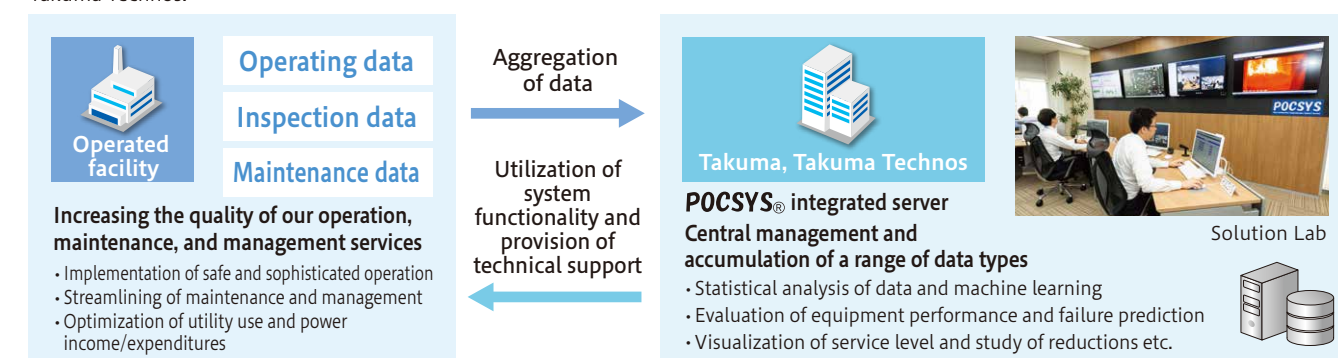 Takuma Technos.
Operated
facility
Operating data
Inspection data
Maintenance data
Increasing the quality of our operation,
maintenance, and management services
・Implementation of safe and sophisticated operation
・Streamlining of maintenance and management
・Optimization of utility use and power
income/expenditures
Aggregation
of data
Utilization of
system
functionality and
provision of
technical support
Takuma, Takuma Technos
POCSYS® integrated server
Central management and
accumulation of a range of data types
・Statistical analysis of data and machine learning
・Evaluation of equipment performance and failure prediction
・Visualization of service level and study of reductions etc.
POCSYS
Solution Lab